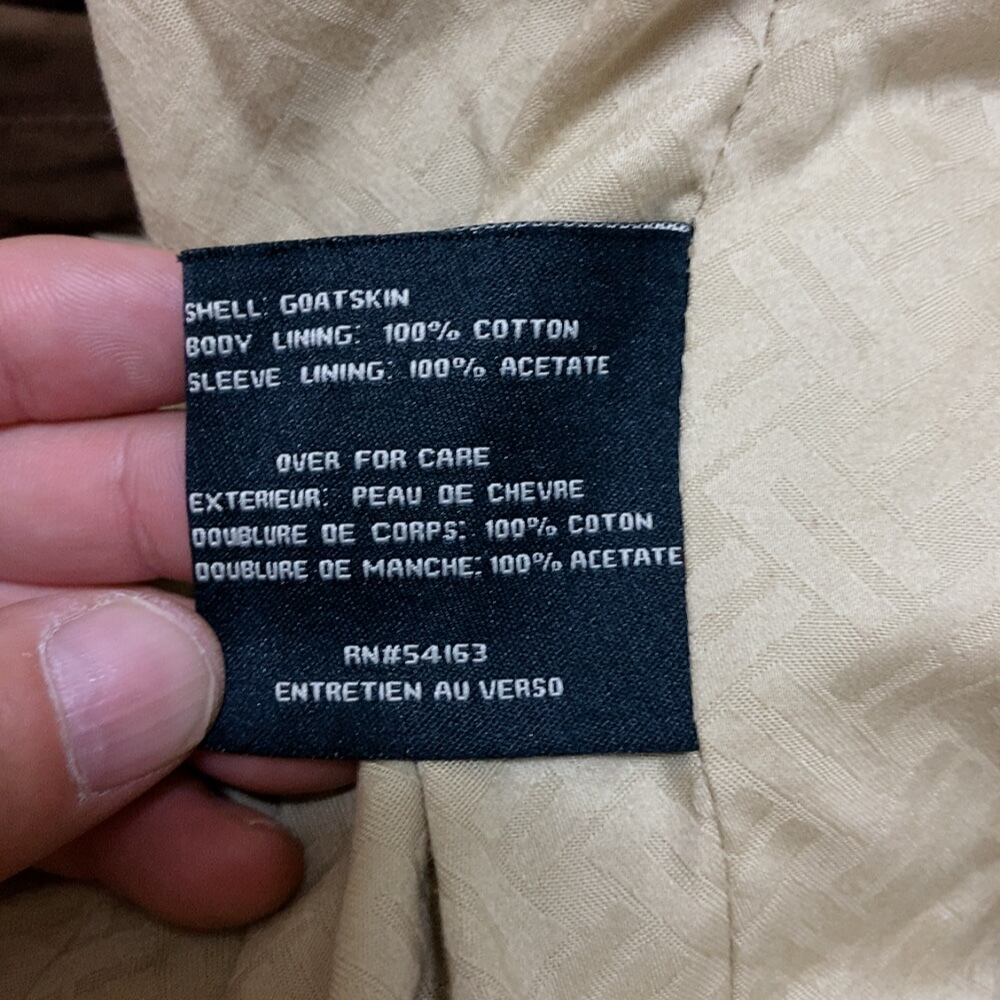 SHELL: GOATSKIN
BODY LINING: 100% COTTON
SLEEVE LINING: 100% ACETATE
OVER FOR CARE
EXTERIEUR: PEAU DE CHEVRE
DOUBLURE DE CORPS: 100% COTON
DOUBLURE DE MANCHE: 100% ACETATE
RN#54163
ENTRETIEN AU VERSO